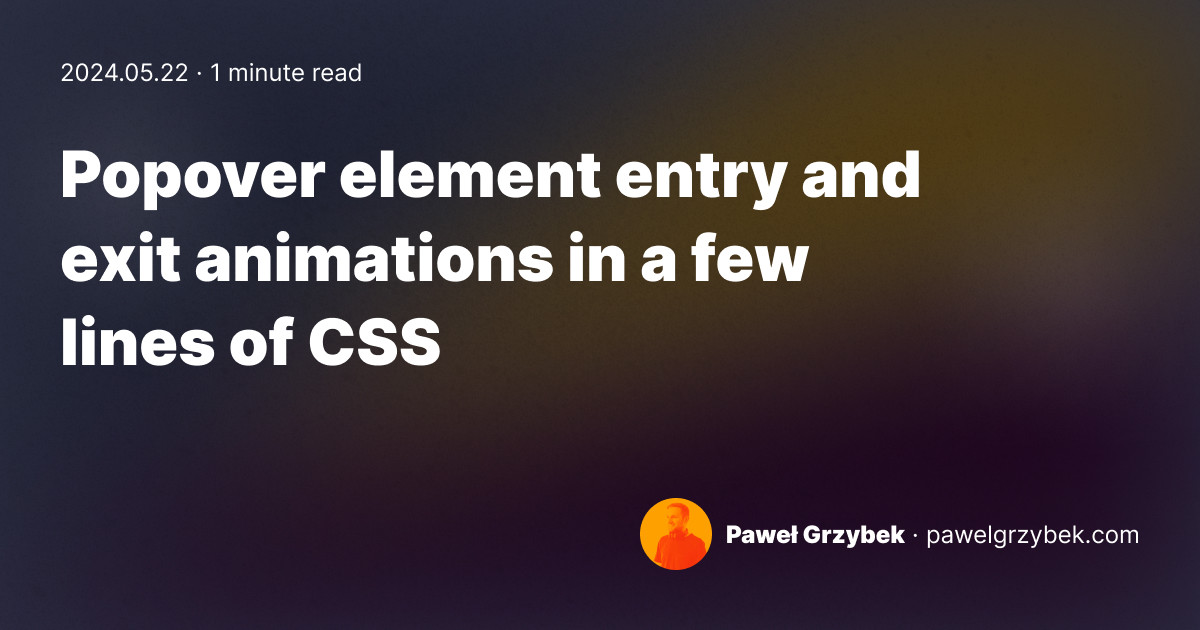 2024.05.22 · 1 minute read
Popover element entry and
exit animations in a few
lines of CSS
Paweł Grzybek · pawelgrzybek.com